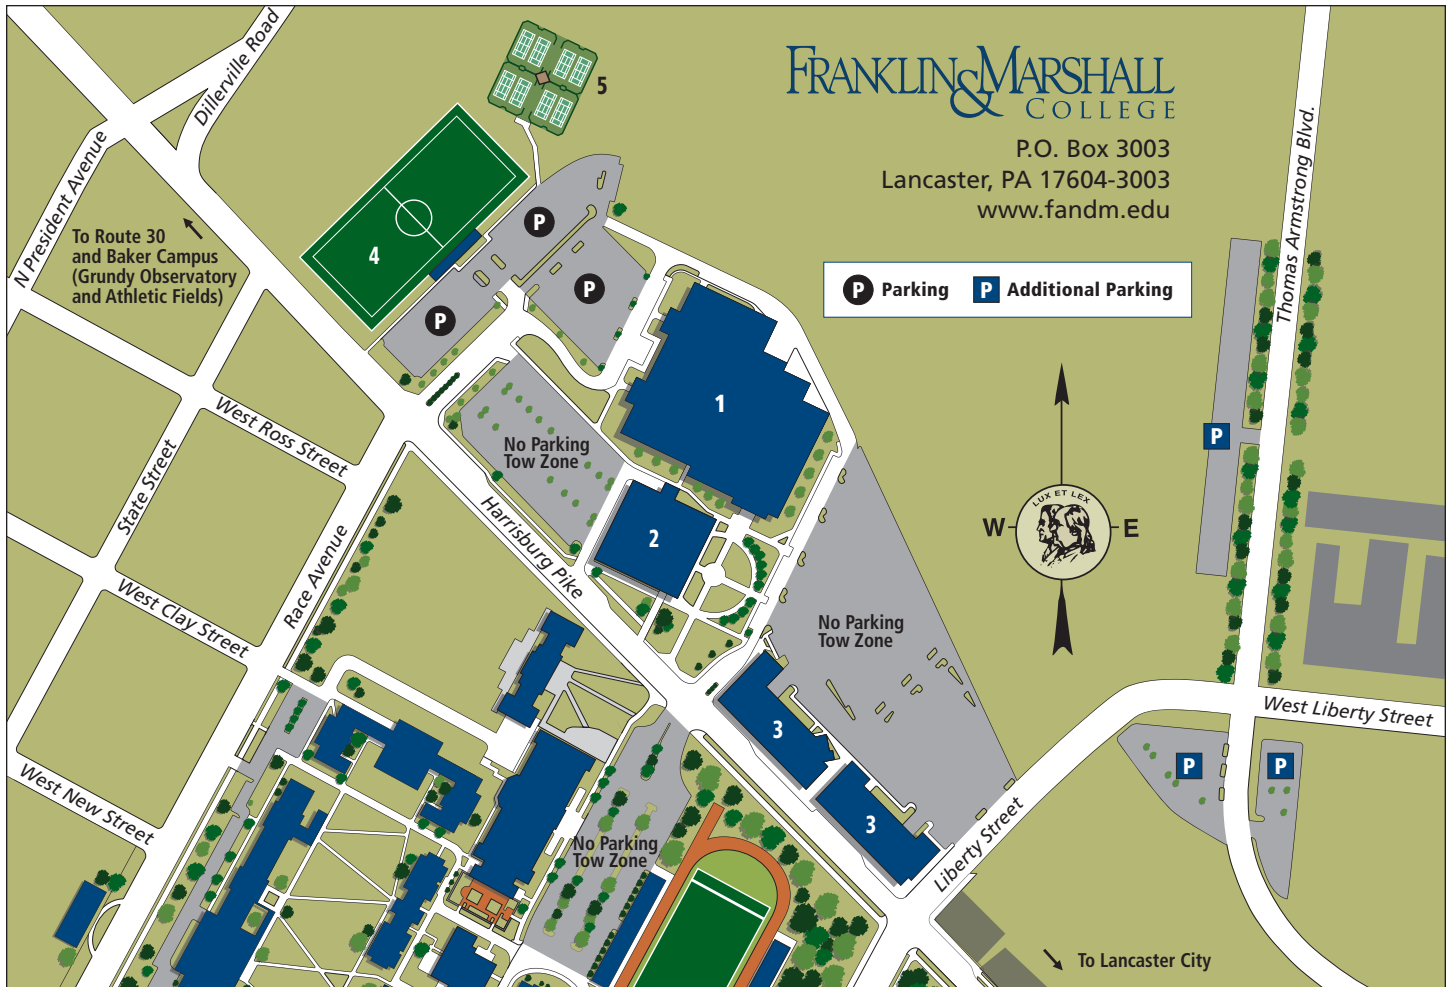 FRANKLIN&MARSHALL
COLLEGE
P.O. Box 3003
Lancaster, PA 17604-3003
www.fandm.edu
P Parking P Additional Parking
Dillerville Road
N President Avenue
To Route 30
and Baker Campus
(Grundy Observatory
and Athletic Fields)
5
4
P
P
P
1
2
3
3
No Parking
Tow Zone
West Ross Street
State Street
Race Avenue
Harrisburg Pike
West Clay Street
West New Street
No Parking
Tow Zone
No Parking
Tow Zone
Thomas Armstrong Blvd.
P
LUX ET LEX
W
E
West Liberty Street
P
P
Liberty Street
To Lancaster City